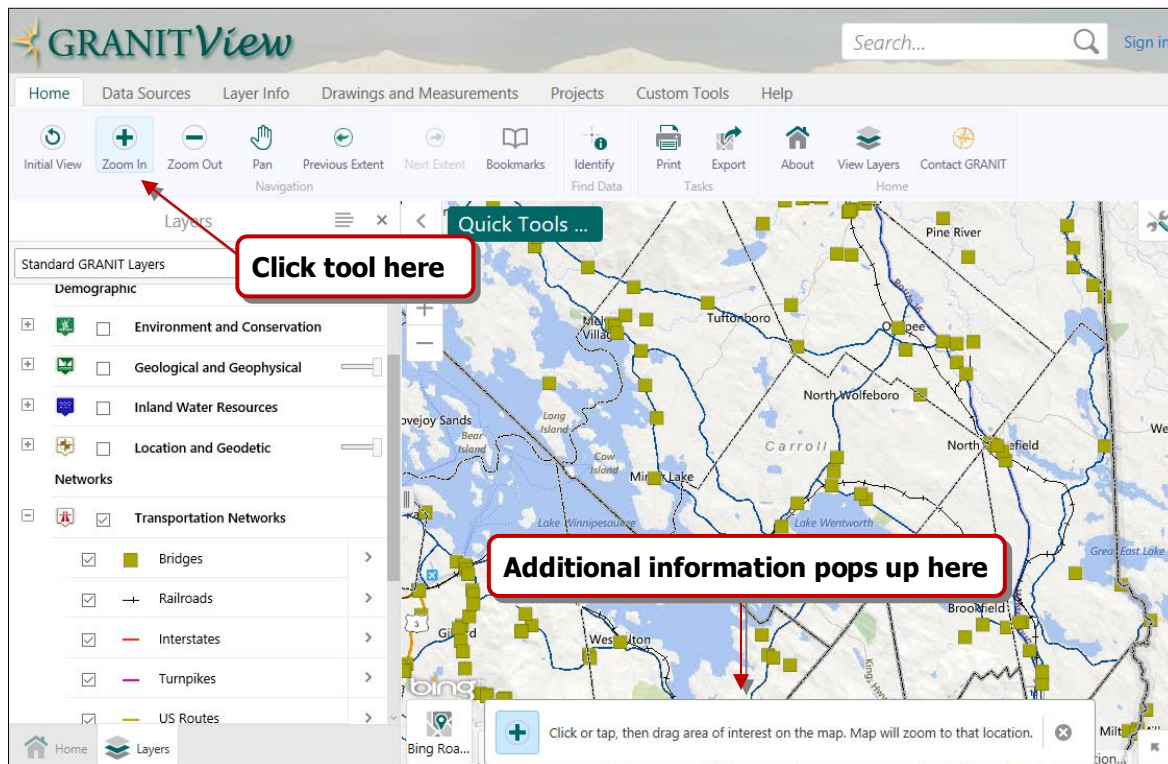 GRANITView
Search...
Sign in
Home Data Sources Layer Info Drawings and Measurements Projects Custom Tools Help
Initial View Zoom In Zoom Out Pan Previous Extent Next Extent Bookmarks Identify Print Export About View Layers Contact GRANIT
Navigation Find Data Tasks Home
Layers
Quick Tools ...
Standard GRANIT Layers
Click tool here
Demographic
Environment and Conservation
Geological and Geophysical
Inland Water Resources
Location and Geodetic
Networks
Transportation Networks
Bridges
Railroads
Interstates
Turnpikes
US Routes
Home Layers
Pine River
Route 16
Tuftonboro
North Wolfeboro
Long
Island
Bear
Island
Cow
Island
Carroll
Lake Wentworth
Additional information pops up here
Brookfield
3
bing
Bing Roa...
Click or tap, then drag area of interest on the map. Map will zoom to that location.